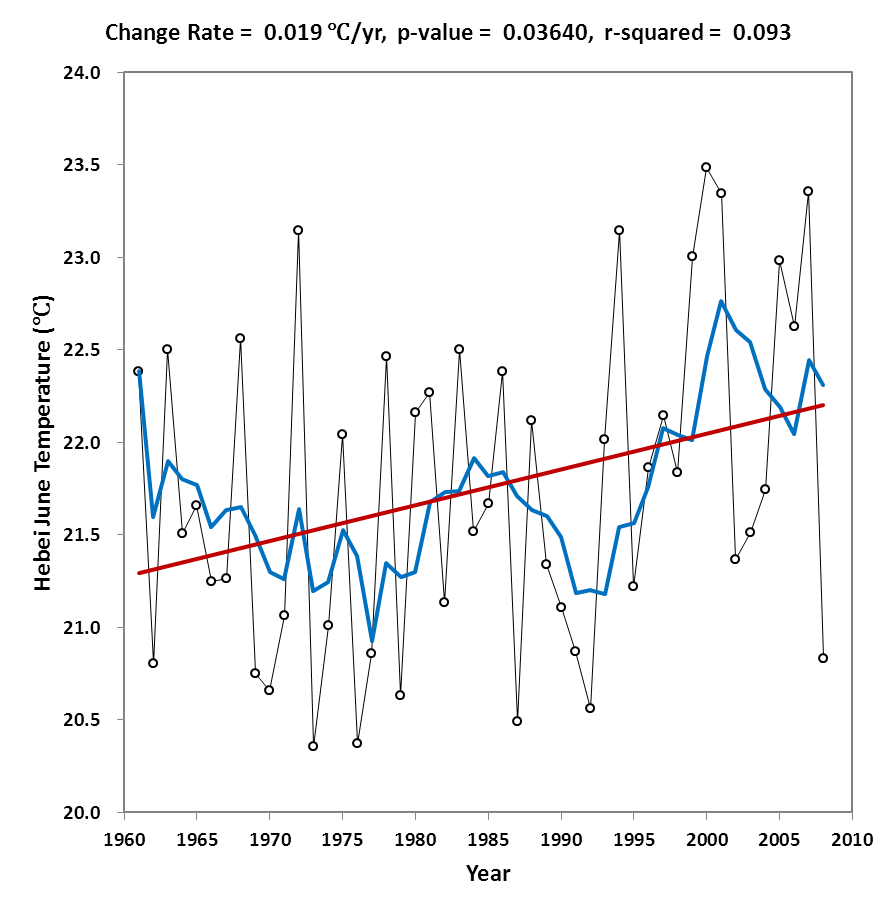 Change Rate = 0.019 ℃/yr, p-value = 0.03640, r-squared = 0.093
24.0
23.5
23.0
22.5
22.0
21.5
21.0
20.5
20.0
Hebei June Temperature (℃)
1960 1965 1970 1975 1980 1985 1990 1995 2000 2005 2010
Year